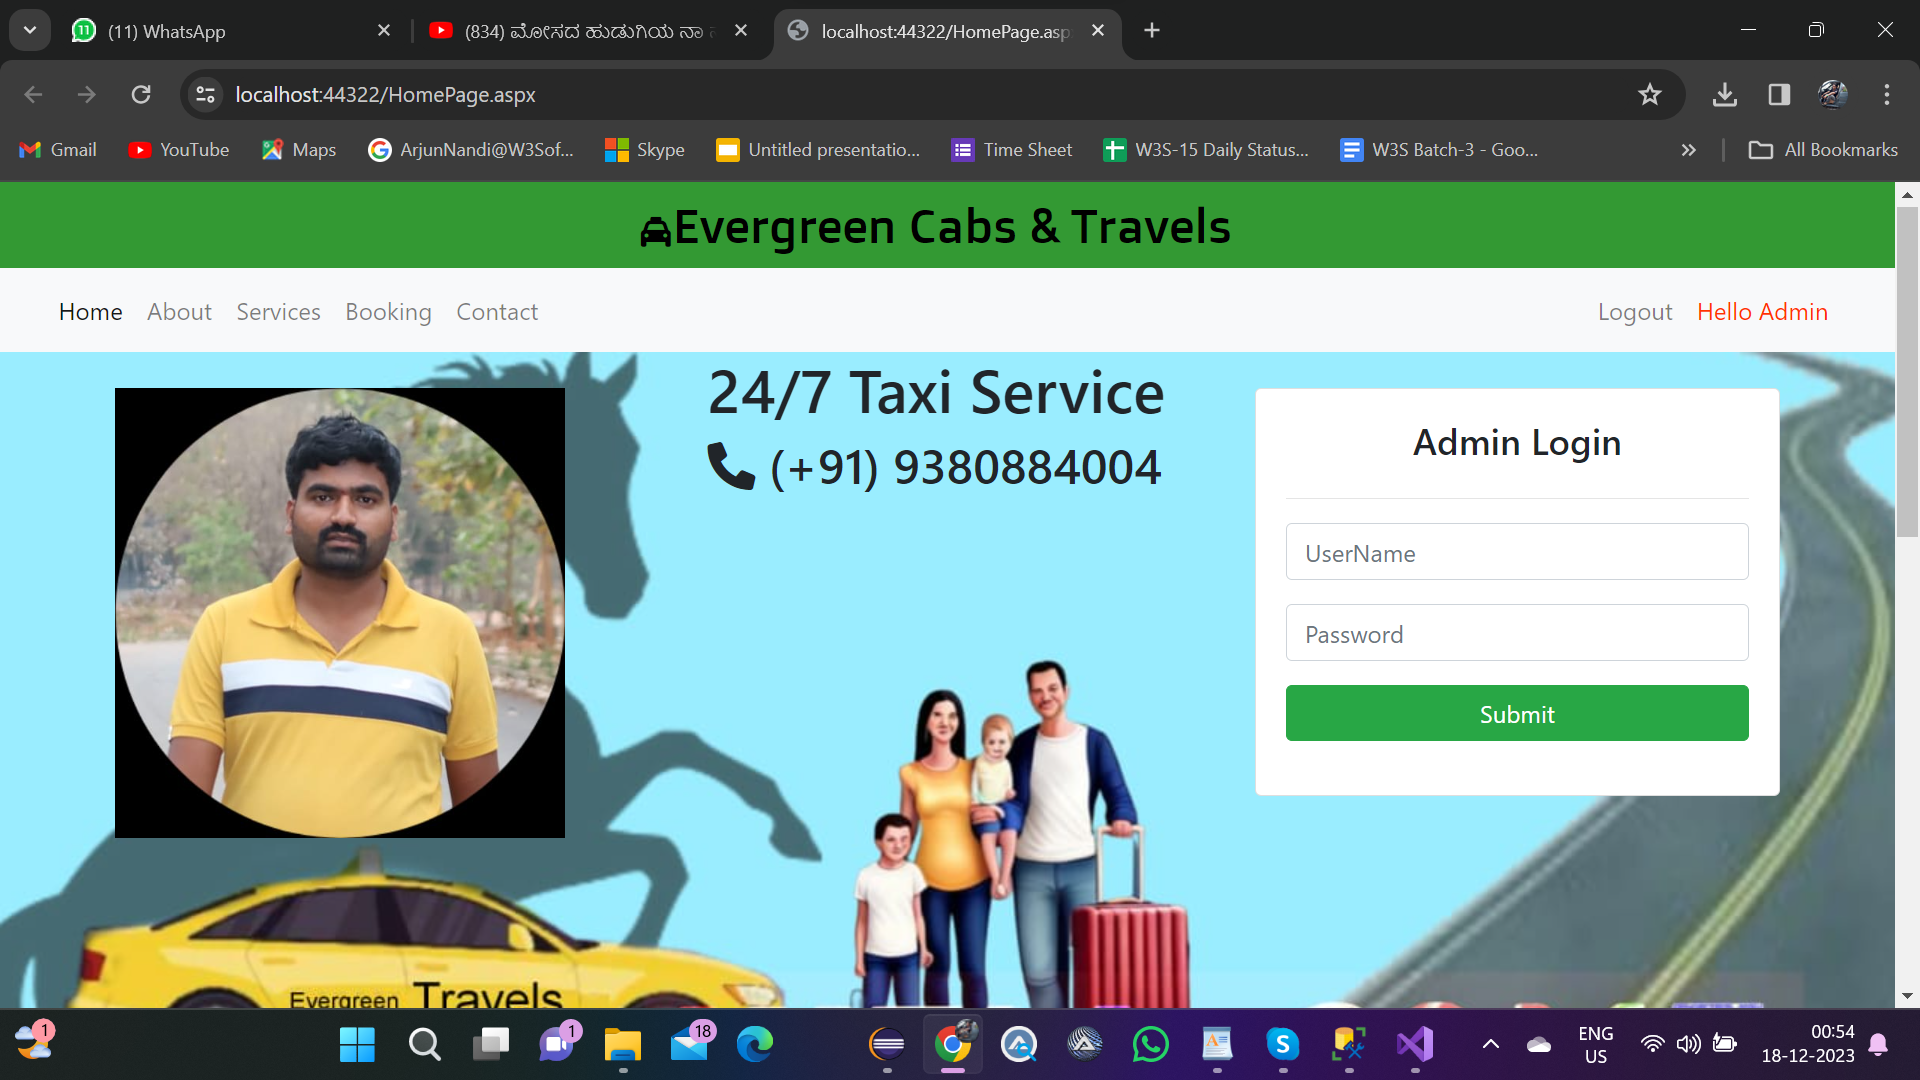 (11) WhatsApp
(834) ಮೋಸದ ಹುಡುಗಿಯ ನಾ
localhost:44322/HomePage.asp
localhost:44322/HomePage.aspx
Gmail
YouTube
Maps
ArjunNandi@W3Sof...
Skype
Untitled presentatio...
Time Sheet
W3S-15 Daily Status...
W3S Batch-3 - Goo...
All Bookmarks
Evergreen Cabs & Travels
Home About Services Booking Contact
Logout Hello Admin
24/7 Taxi Service
(+91) 9380884004
Admin Login
UserName
Password
Submit
Evergreen Travels
1
1
18
ENG
US
00:54
18-12-2023